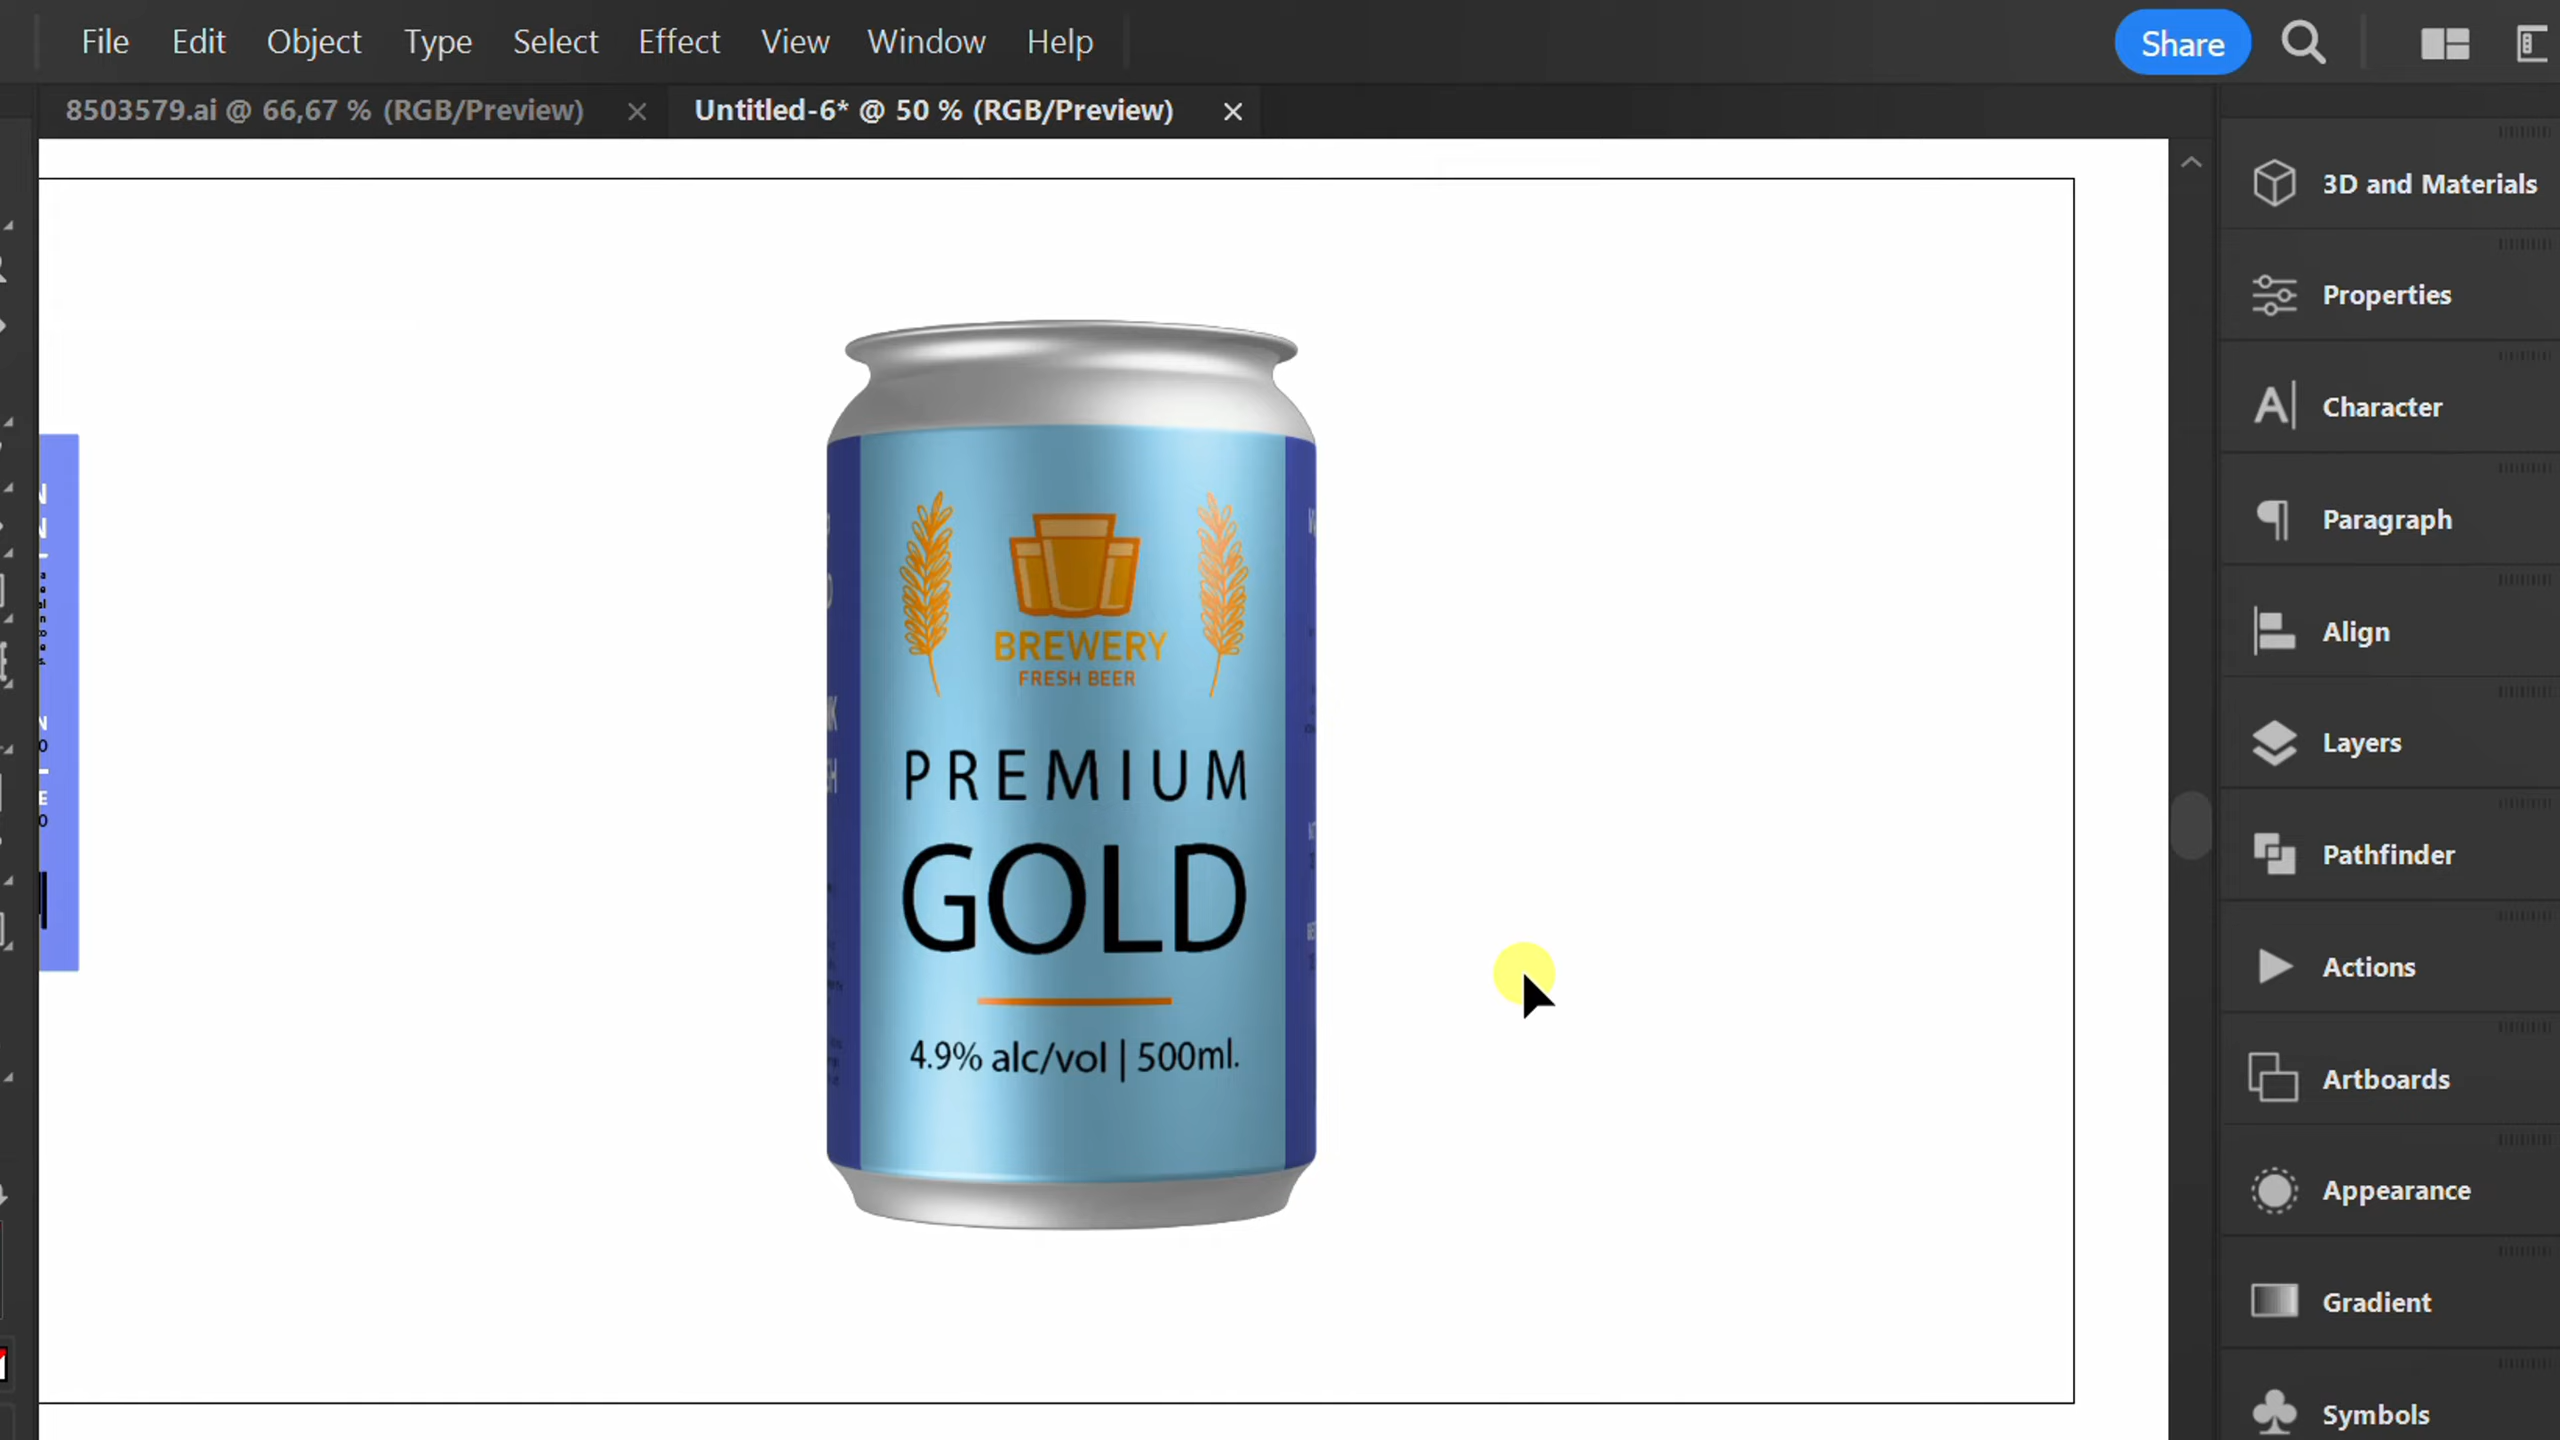 File Edit Object Type Select Effect View Window Help
Share
8503579.ai @ 66,67 % (RGB/Preview)
Untitled-6* @ 50 % (RGB/Preview)
3D and Materials
Properties
Character
Paragraph
Align
Layers
Pathfinder
Actions
Artboards
Appearance
Gradient
Symbols
BREWERY
FRESH BEER
PREMIUM
GOLD
4.9% alc/vol | 500ml.